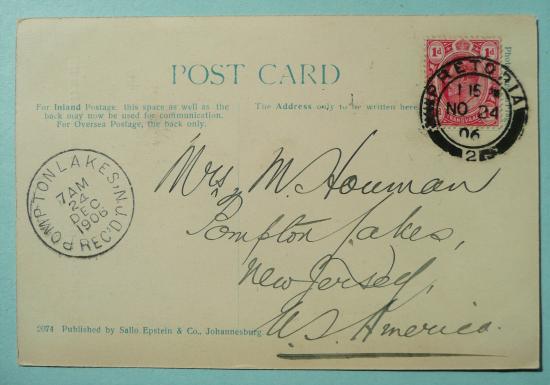 POST CARD
For Inland Postage, this space as well as the
back may now be used for communication.
For Oversea Postage, the back only.
The Address only to be written here
1d 1d
TRANSVAAL
PRETORIA
1 15
NO 24
06
2
POMPTON LAKES, N.J.
7 AM
24
DEC
1906
REC'D
Mrs M. Houman
Pompton Lakes,
New Jersey,
U.S. America.
2074 Published by Sallo Epstein & Co., Johannesburg.